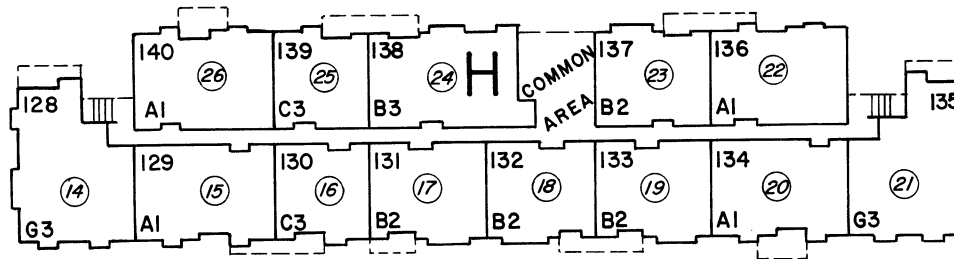 140 139 138 137 136
26 25 24 H COMMON AREA 23 22
A1 C3 B3 B2 A1
128 135
129 130 131 132 133 134
14 15 16 17 18 19 20 21
G3 A1 C3 B2 B2 B2 A1 G3